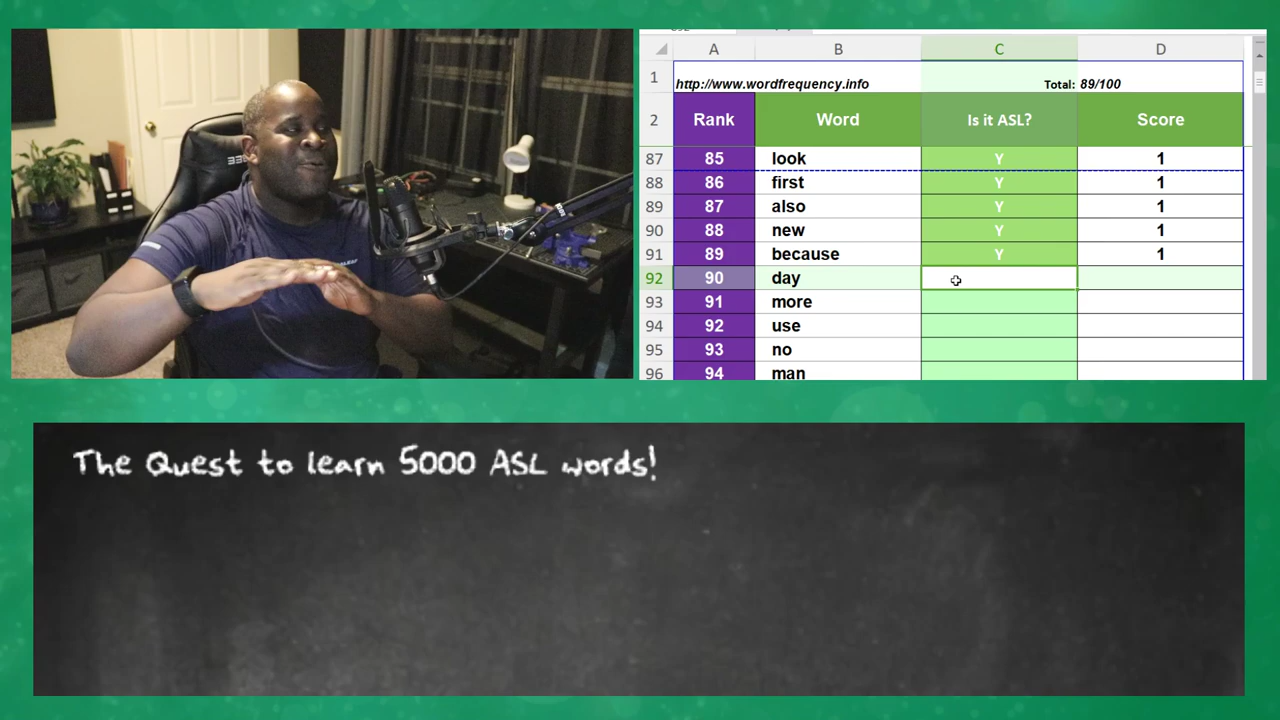 A B C D
1 http://www.wordfrequency.info Total: 89/100
2 Rank Word Is it ASL? Score
87 85 look Y 1
88 86 first Y 1
89 87 also Y 1
90 88 new Y 1
91 89 because Y 1
92 90 day
93 91 more
94 92 use
95 93 no
96 94 man
The Quest to learn 5000 ASL words!